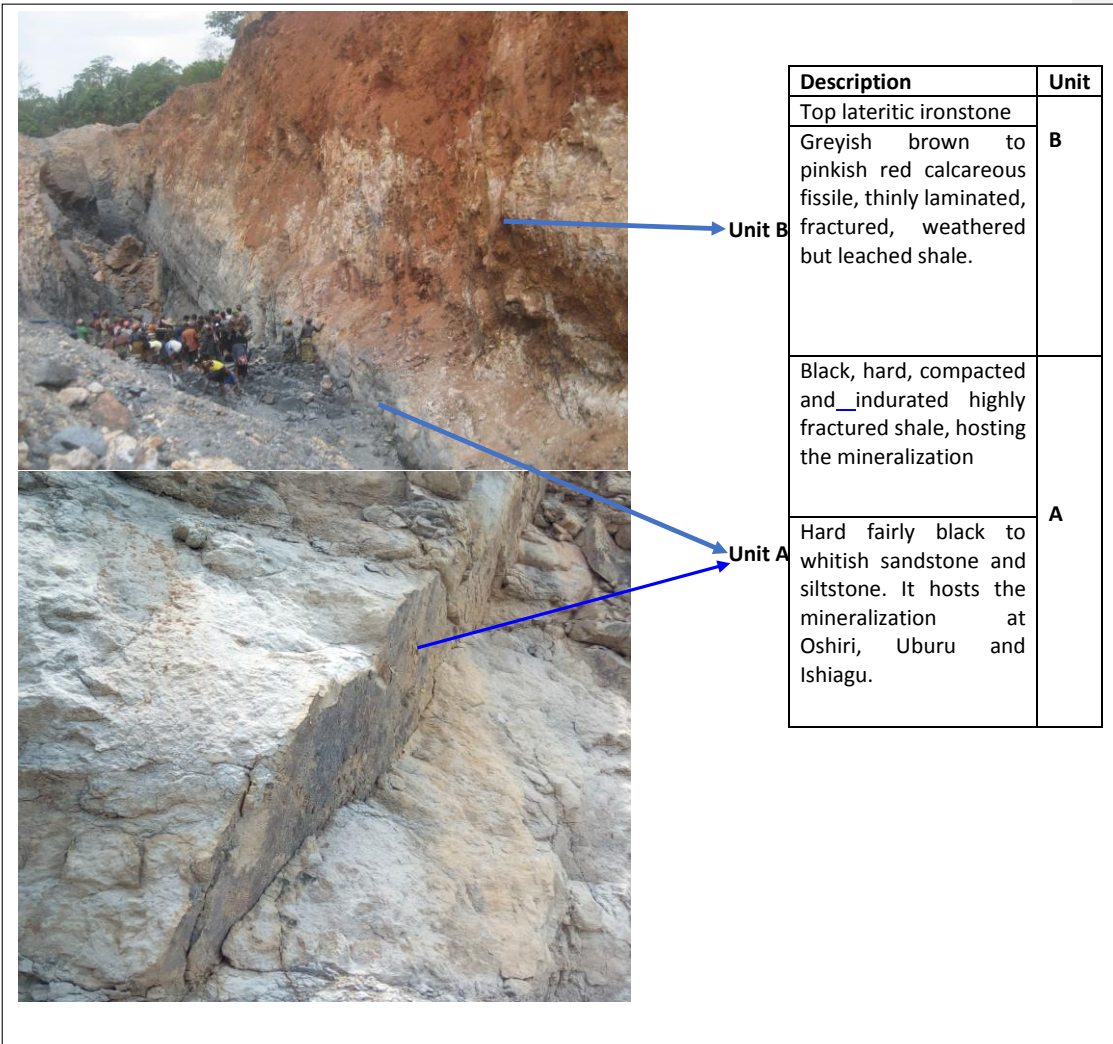 Description Unit
Top lateritic ironstone
Greyish brown to
pinkish red calcareous
fissile, thinly laminated,
fractured, weathered
but leached shale.
B
Unit B
Black, hard, compacted
and indurated highly
fractured shale, hosting
the mineralization
Hard fairly black to
whitish sandstone and
siltstone. It hosts the
mineralization at
Oshiri, Uburu and
Ishiagu.
A
Unit A